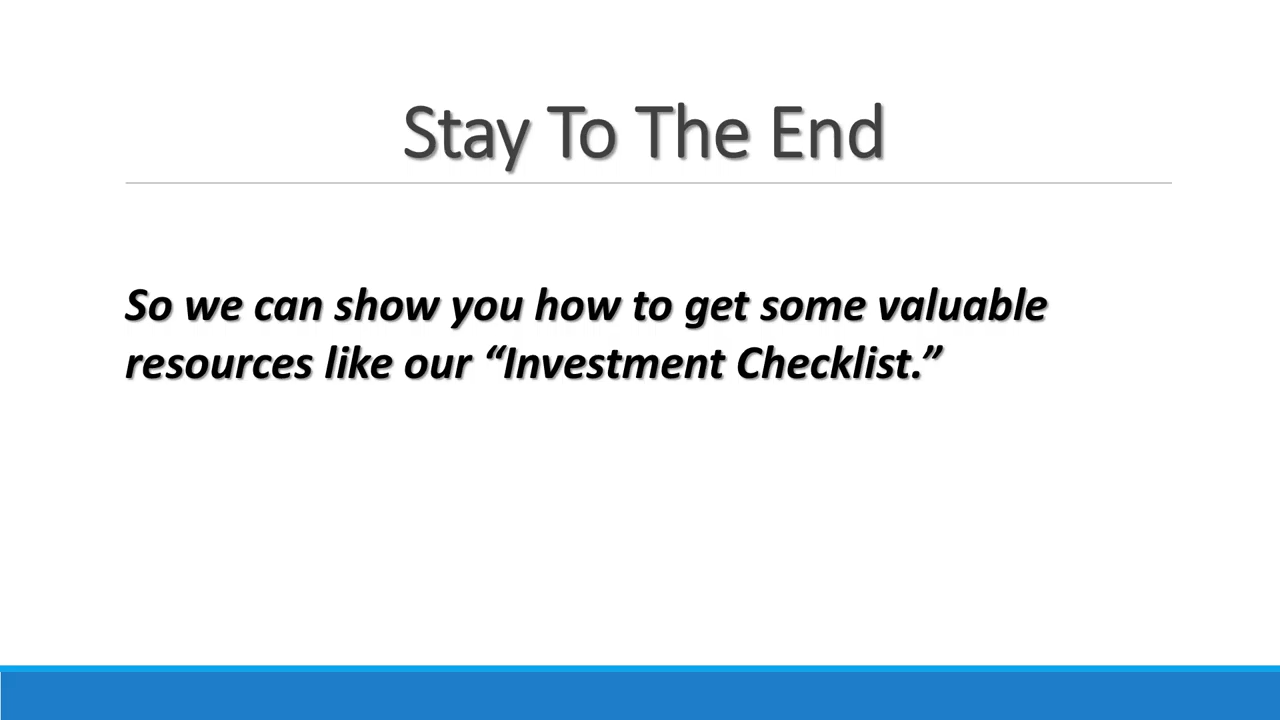 Stay To The End
So we can show you how to get some valuable
resources like our “Investment Checklist.”